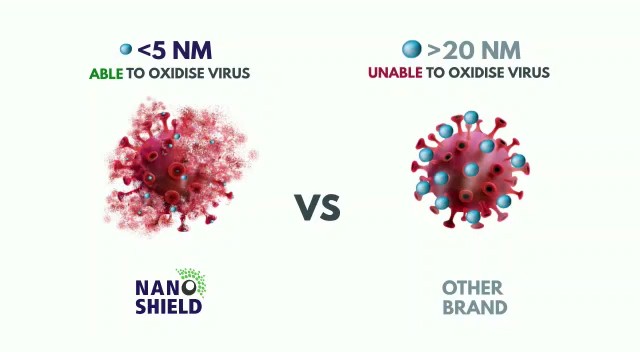 <5 NM
ABLE TO OXIDISE VIRUS
>20 NM
UNABLE TO OXIDISE VIRUS
VS
NANO
SHIELD
OTHER
BRAND